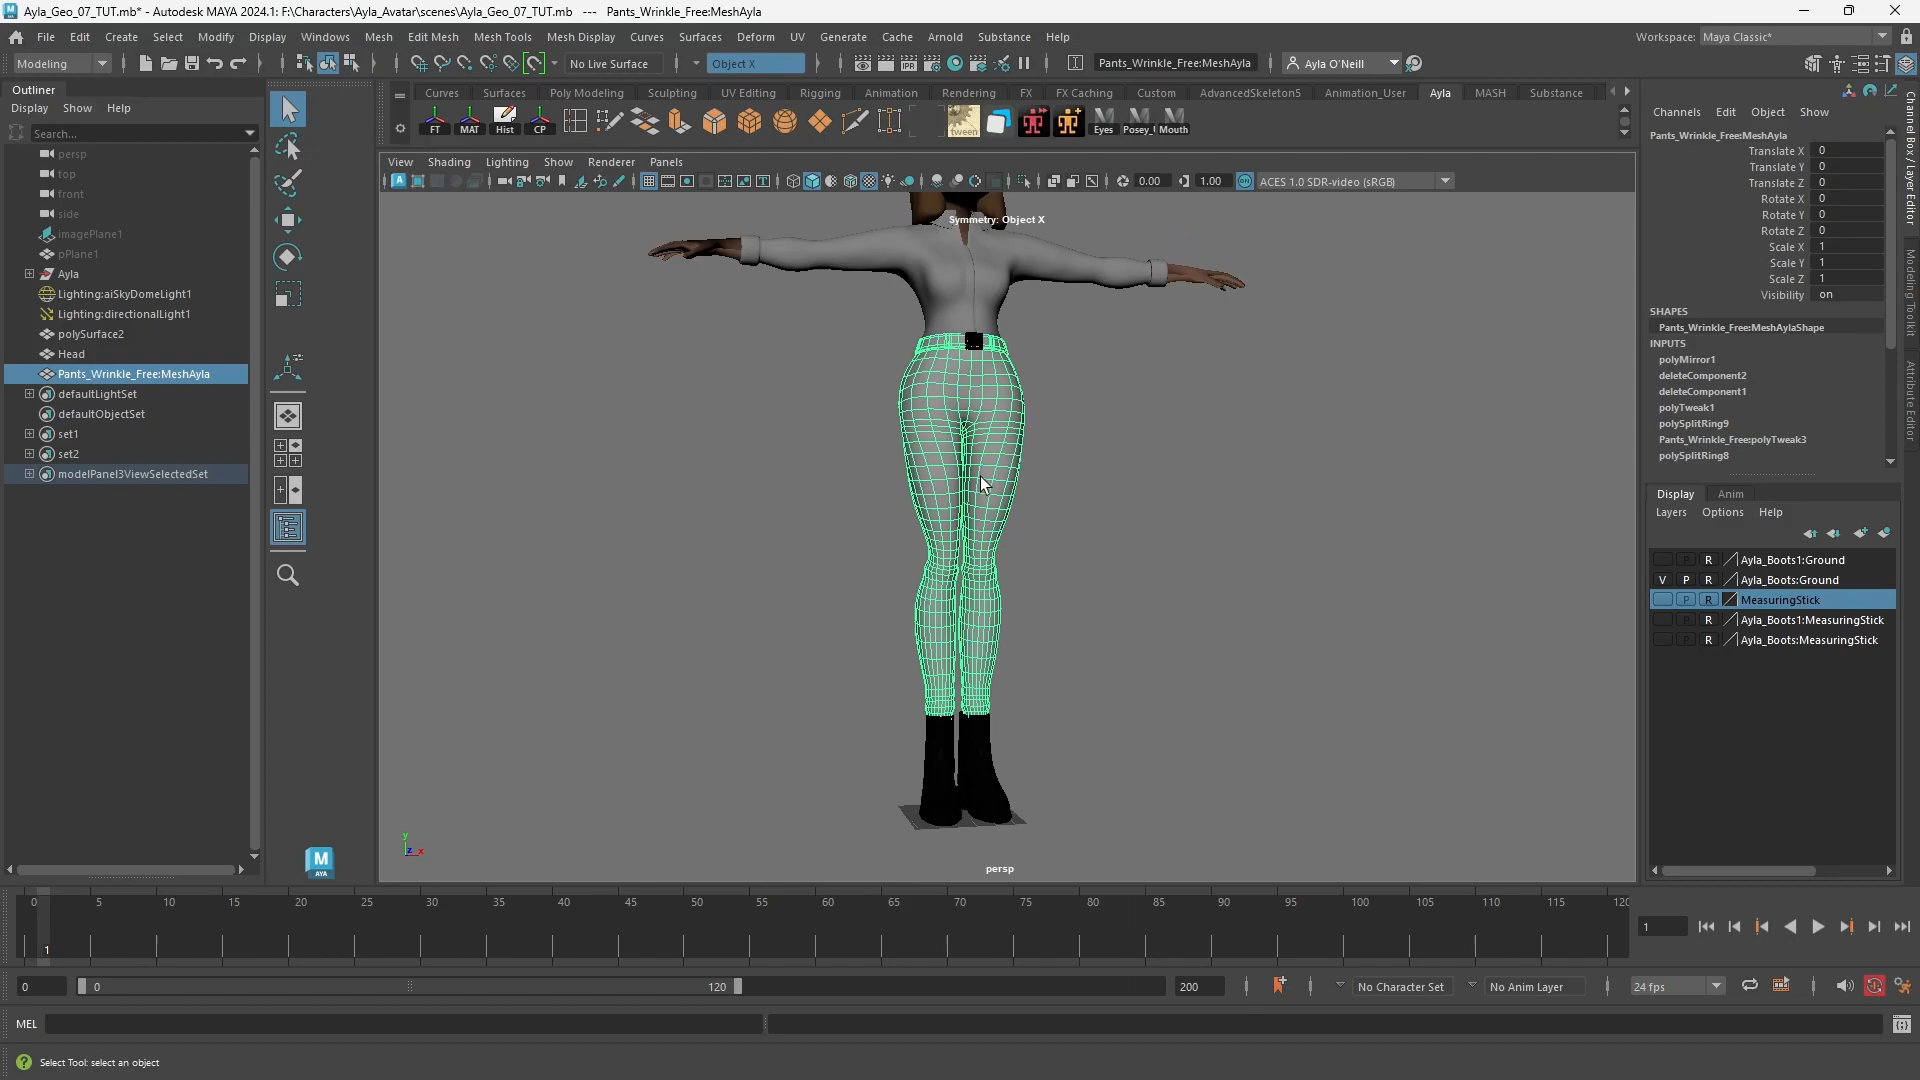 Ayla_Geo_07_TUT.mb* - Autodesk MAYA 2024.1: F:\Characters\Ayla_Avatar\scenes\Ayla_Geo_07_TUT.mb --- Pants_Wrinkle_Free:MeshAyla
File Edit Create Select Modify Display Windows Mesh Edit Mesh Mesh Tools Mesh Display Curves Surfaces Deform UV Generate Cache Arnold Substance Help
Workspace: Maya Classic*
Modeling No Live Surface Object X Pants_Wrinkle_Free:MeshAyla Ayla O'Neill
Outliner
Display Show Help
Search...
persp
top
front
side
imagePlane1
pPlane1
Ayla
Lighting:aiSkyDomeLight1
Lighting:directionalLight1
polySurface2
Head
Pants_Wrinkle_Free:MeshAyla
defaultLightSet
defaultObjectSet
set1
set2
modelPanel3ViewSelectedSet
M
AYA
Curves Surfaces Poly Modeling Sculpting UV Editing Rigging Animation Rendering FX FX Caching Custom AdvancedSkeleton5 Animation_User Ayla MASH Substance
FT MAT Hist CP tween Eyes Posey_ Mouth
View Shading Lighting Show Renderer Panels
0.00 1.00 ACES 1.0 SDR-video (sRGB)
Symmetry: Object X
y
z x
persp
Channels Edit Object Show
Pants_Wrinkle_Free:MeshAyla
Translate X 0
Translate Y 0
Translate Z 0
Rotate X 0
Rotate Y 0
Rotate Z 0
Scale X 1
Scale Y 1
Scale Z 1
Visibility on
SHAPES
Pants_Wrinkle_Free:MeshAylaShape
INPUTS
polyMirror1
deleteComponent2
deleteComponent1
polyTweak1
polySplitRing9
Pants_Wrinkle_Free:polyTweak3
polySplitRing8
Channel Box / Layer Editor
Modeling Toolkit
Attribute Editor
Display Anim
Layers Options Help
P R Ayla_Boots1:Ground
V P R Ayla_Boots:Ground
P R MeasuringStick
P R Ayla_Boots1:MeasuringStick
P R Ayla_Boots:MeasuringStick
0 5 10 15 20 25 30 35 40 45 50 55 60 65 70 75 80 85 90 95 100 105 110 115 120
1
1
0 0 120 200 No Character Set No Anim Layer 24 fps
MEL
Select Tool: select an object